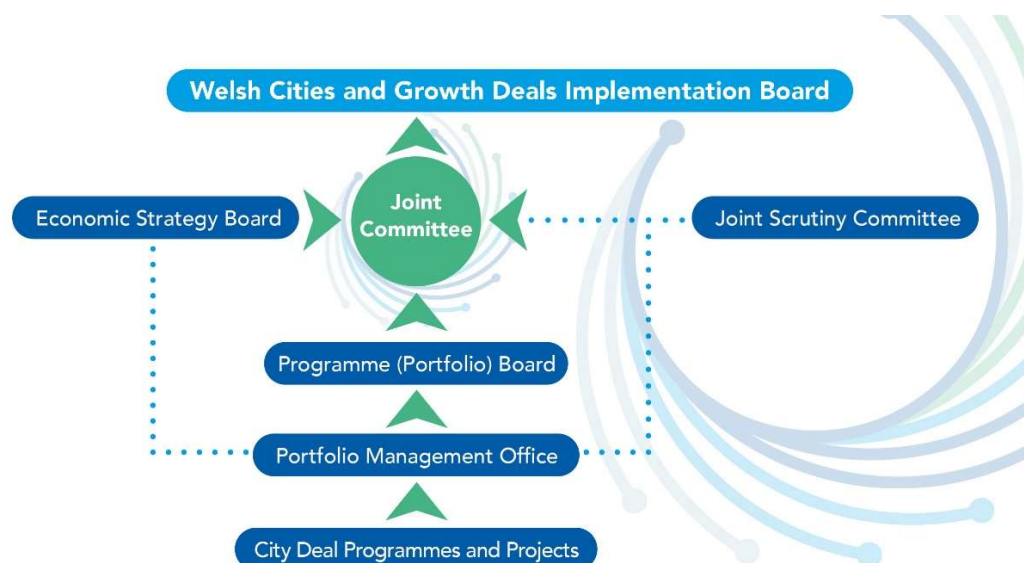 Welsh Cities and Growth Deals Implementation Board
Economic Strategy Board
Joint
Committee
Joint Scrutiny Committee
Programme (Portfolio) Board
Portfolio Management Office
City Deal Programmes and Projects